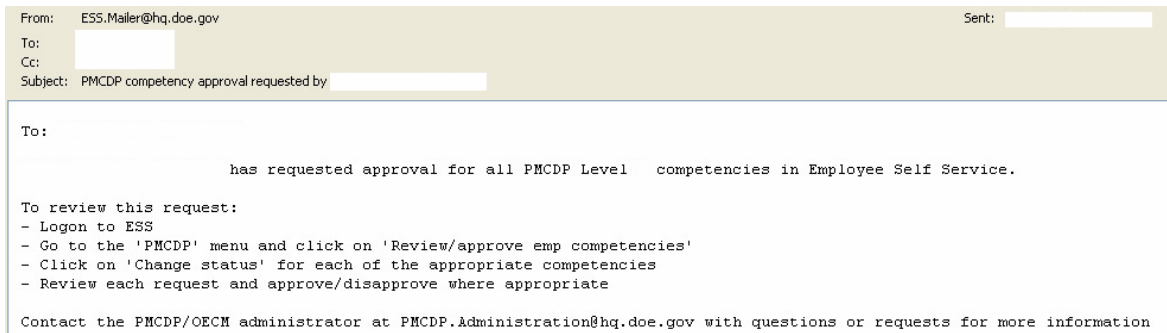 From: ESS.Mailer@hq.doe.gov Sent:
To:
Cc:
Subject: PMCDP competency approval requested by
To:
has requested approval for all PMCDP Level competencies in Employee Self Service.
To review this request:
- Logon to ESS
- Go to the 'PMCDP' menu and click on 'Review/approve emp competencies'
- Click on 'Change status' for each of the appropriate competencies
- Review each request and approve/disapprove where appropriate
Contact the PMCDP/OECM administrator at PMCDP.Administration@hq.doe.gov with questions or requests for more information